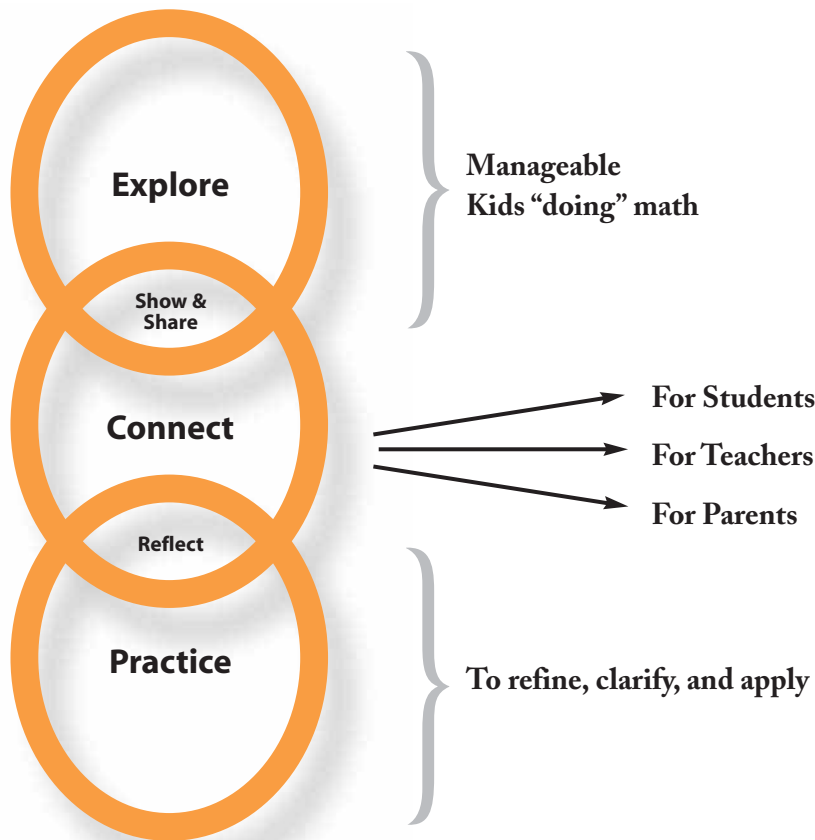 Explore
Manageable
Kids “doing” math
Show &
Share
Connect
For Students
For Teachers
For Parents
Reflect
Practice
To refine, clarify, and apply